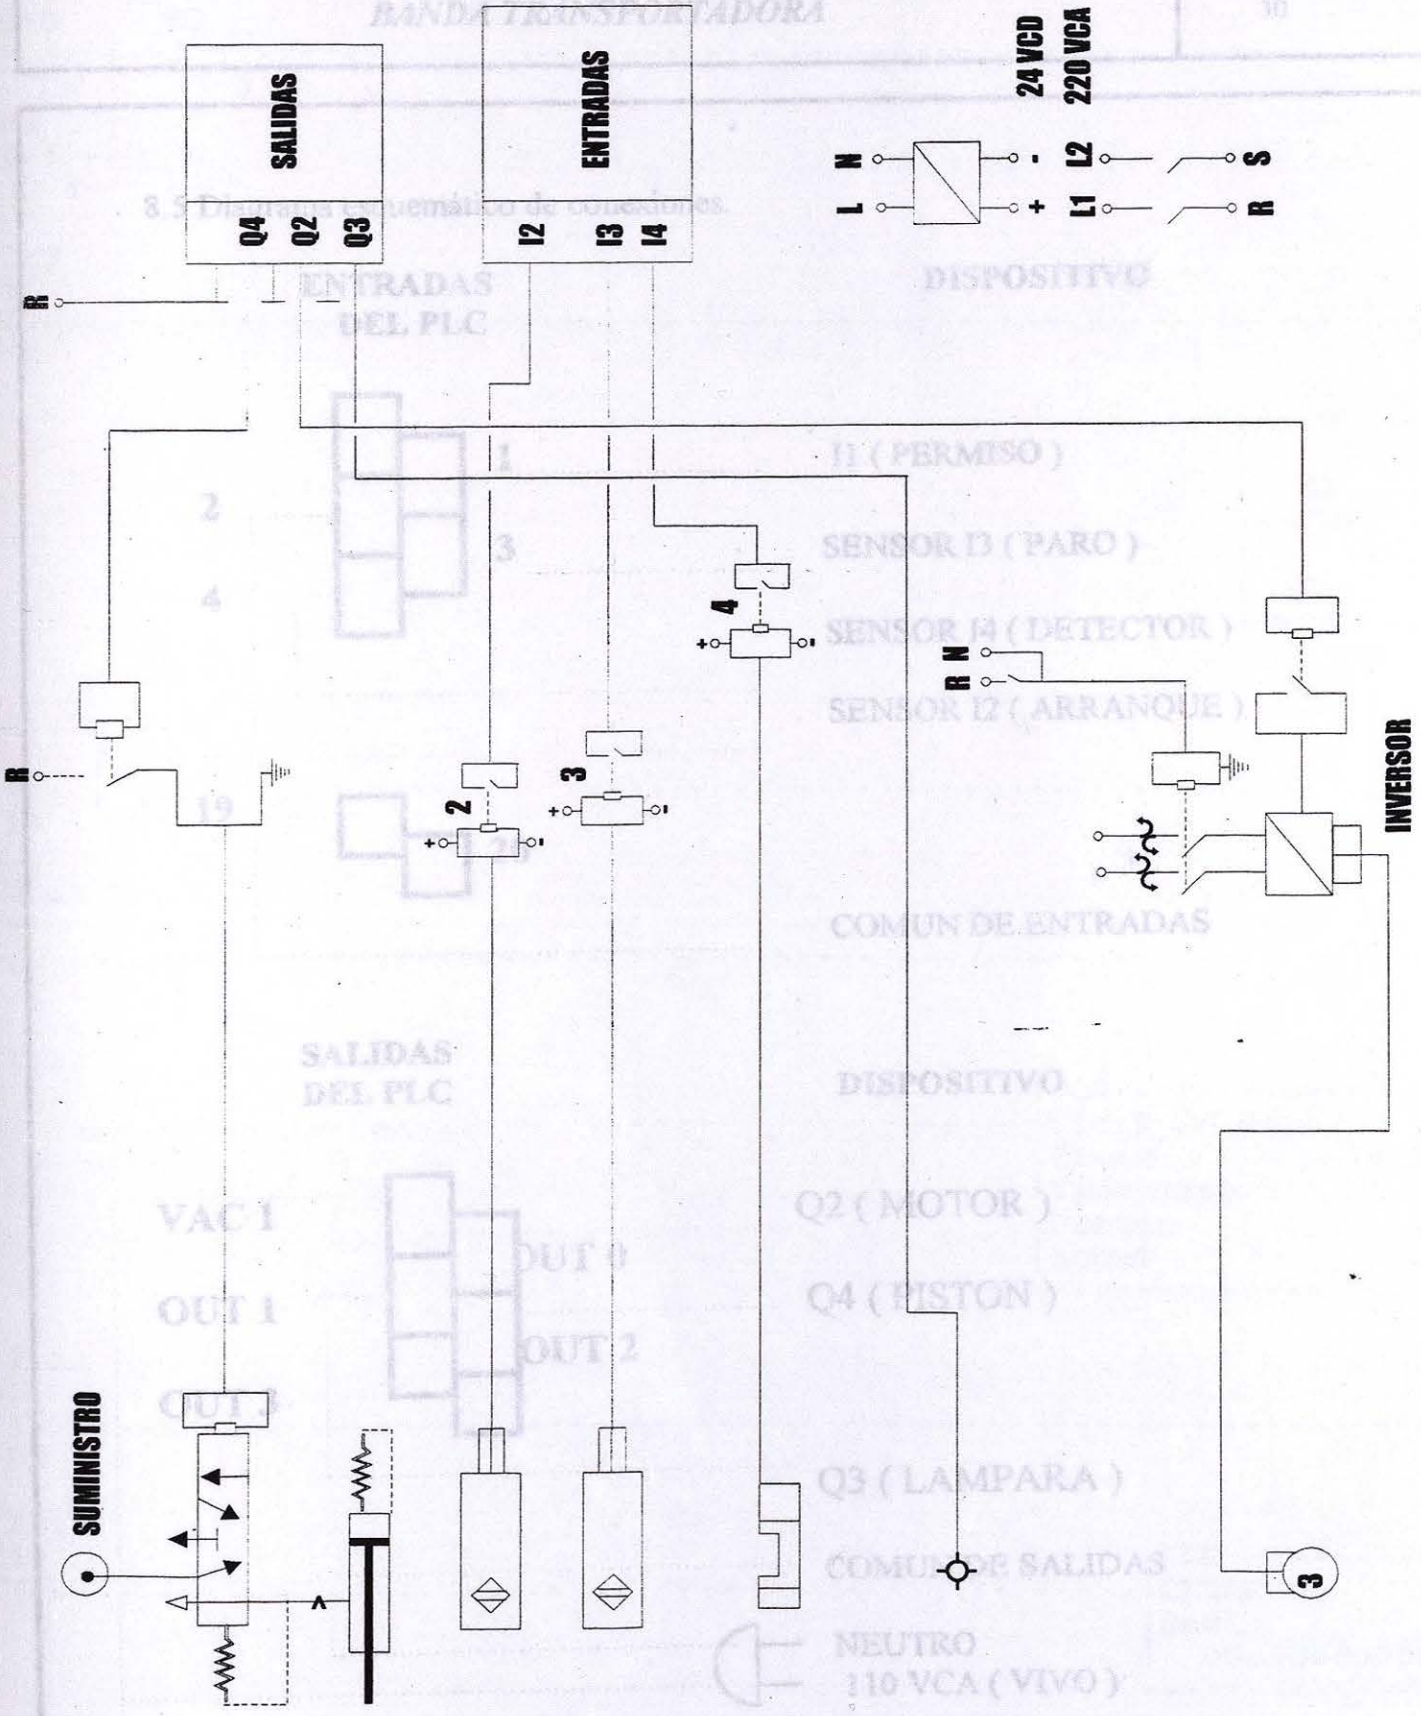 BANDA TRANSPORTADORA
30
SALIDAS
Q4
Q2
Q3
ENTRADAS
I2
I3
I4
24 VCD
220 VCA
L N
+ -
L1 L2
R S
8.5 Diagrama esquemático de conexiones.
R
ENTRADAS
DEL PLC
DISPOSITIVO
1
2
3
4
I1 ( PERMISO )
SENSOR I3 ( PARO )
SENSOR I4 ( DETECTOR )
SENSOR I2 ( ARRANQUE )
4
+ -
R N
R
3
+ -
2
+ -
19
20
INVERSOR
COMUN DE ENTRADAS
SALIDAS
DEL PLC
DISPOSITIVO
VAC 1
OUT 0
OUT 1
OUT 2
OUT 3
Q2 ( MOTOR )
Q4 ( PISTON )
Q3 ( LAMPARA )
COMUN DE SALIDAS
SUMINISTRO
3
NEUTRO
110 VCA ( VIVO )